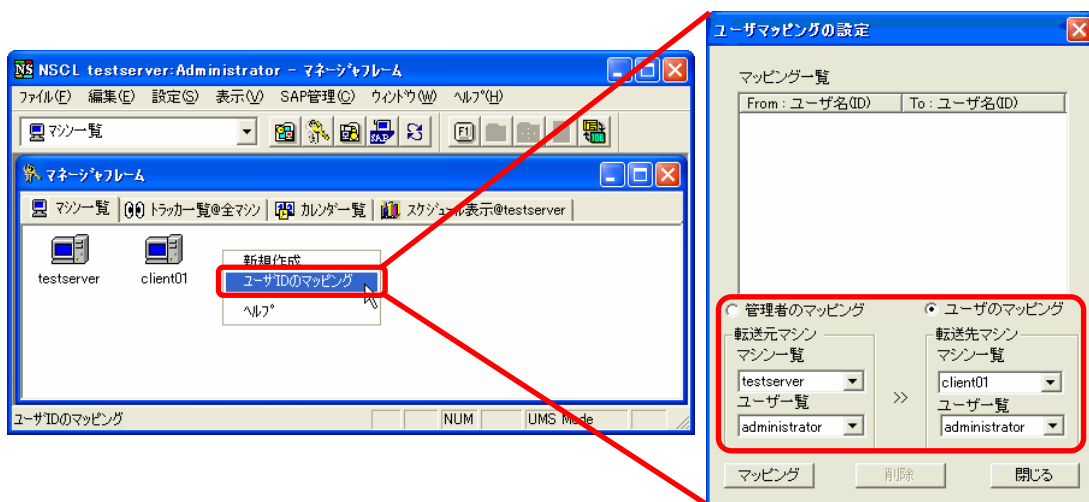 NSCL testserver:Administrator - マネージャフレーム
ファイル(F) 編集(E) 設定(S) 表示(V) SAP管理(C) ウィンドウ(W) ヘルプ(H)
マシン一覧
SAP
F1
マネージャフレーム
マシン一覧
トラッカ一覧@全マシン
カレンダー一覧
スケジュール表示@testserver
testserver
client01
新規作成
ユーザIDのマッピング
ヘルプ
ユーザIDのマッピング
NUM
UMS Mode
ユーザマッピングの設定
マッピング一覧
From : ユーザ名(ID) To : ユーザ名(ID)
管理者のマッピング
ユーザのマッピング
転送元マシン
マシン一覧
testserver
ユーザ一覧
administrator
>>
転送先マシン
マシン一覧
client01
ユーザ一覧
administrator
マッピング
削除
閉じる